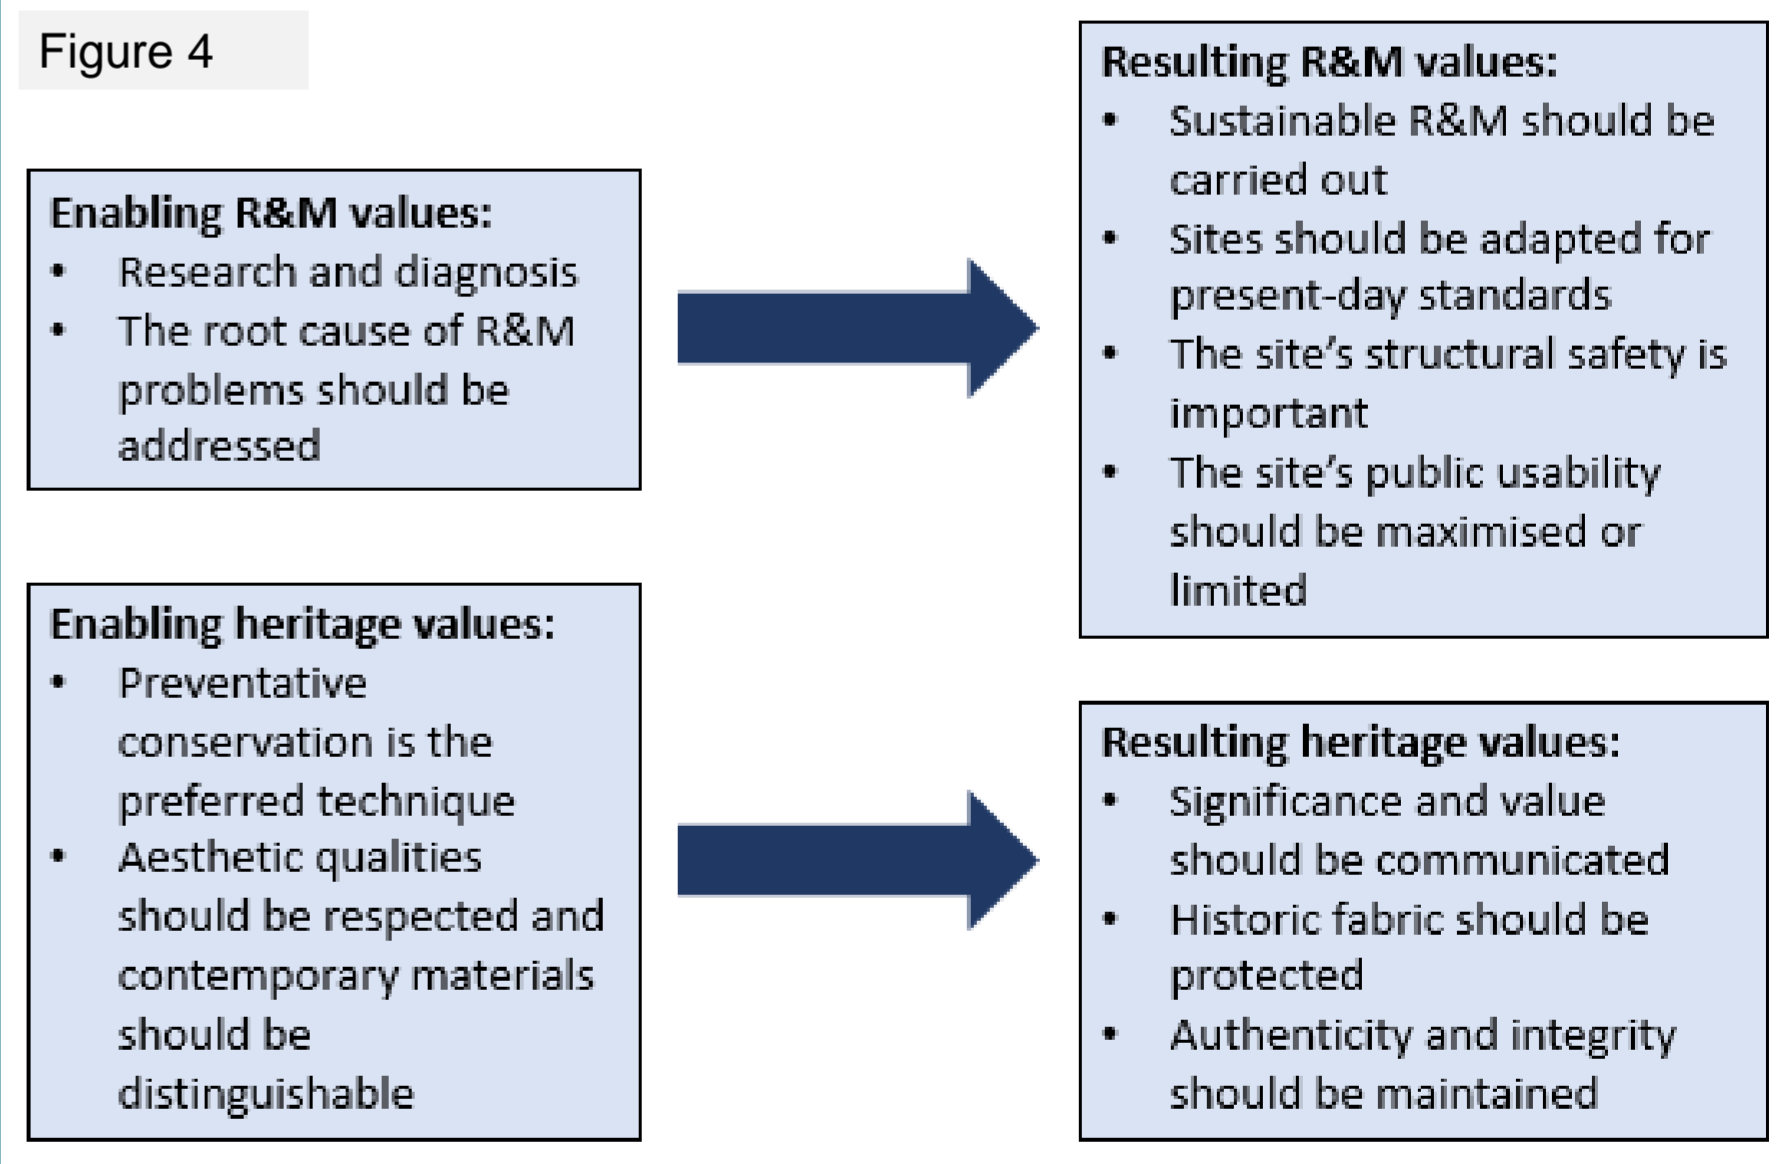 Figure 4
Enabling R&M values:
• Research and diagnosis
• The root cause of R&M
problems should be
addressed
Resulting R&M values:
• Sustainable R&M should be
carried out
• Sites should be adapted for
present-day standards
• The site’s structural safety is
important
• The site’s public usability
should be maximised or
limited
Enabling heritage values:
• Preventative
conservation is the
preferred technique
• Aesthetic qualities
should be respected and
contemporary materials
should be
distinguishable
Resulting heritage values:
• Significance and value
should be communicated
• Historic fabric should be
protected
• Authenticity and integrity
should be maintained